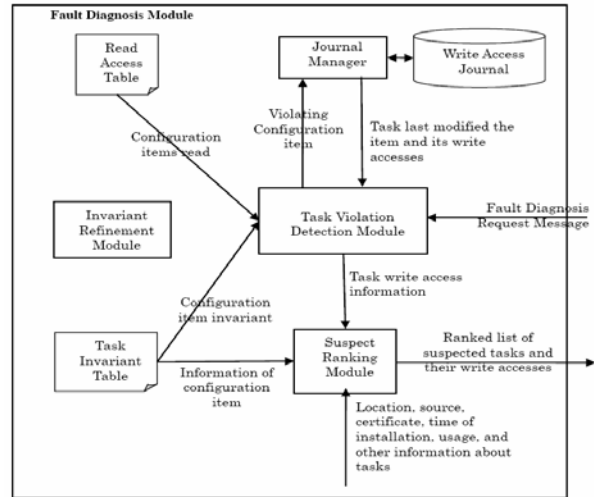 Fault Diagnosis Module
Read
Access
Table
Journal
Manager
Write Access
Journal
Violating
Configuration
item
Configuration
items read
Task last modified the
item and its write
accesses
Invariant
Refinement
Module
Task Violation
Detection Module
Fault Diagnosis
Request Message
Task write access
information
Configuration
item invariant
Task
Invariant
Table
Information of
configuration
item
Suspect
Ranking
Module
Ranked list of
suspected tasks and
their write accesses
Location, source,
certificate, time of
installation, usage, and
other information about
tasks